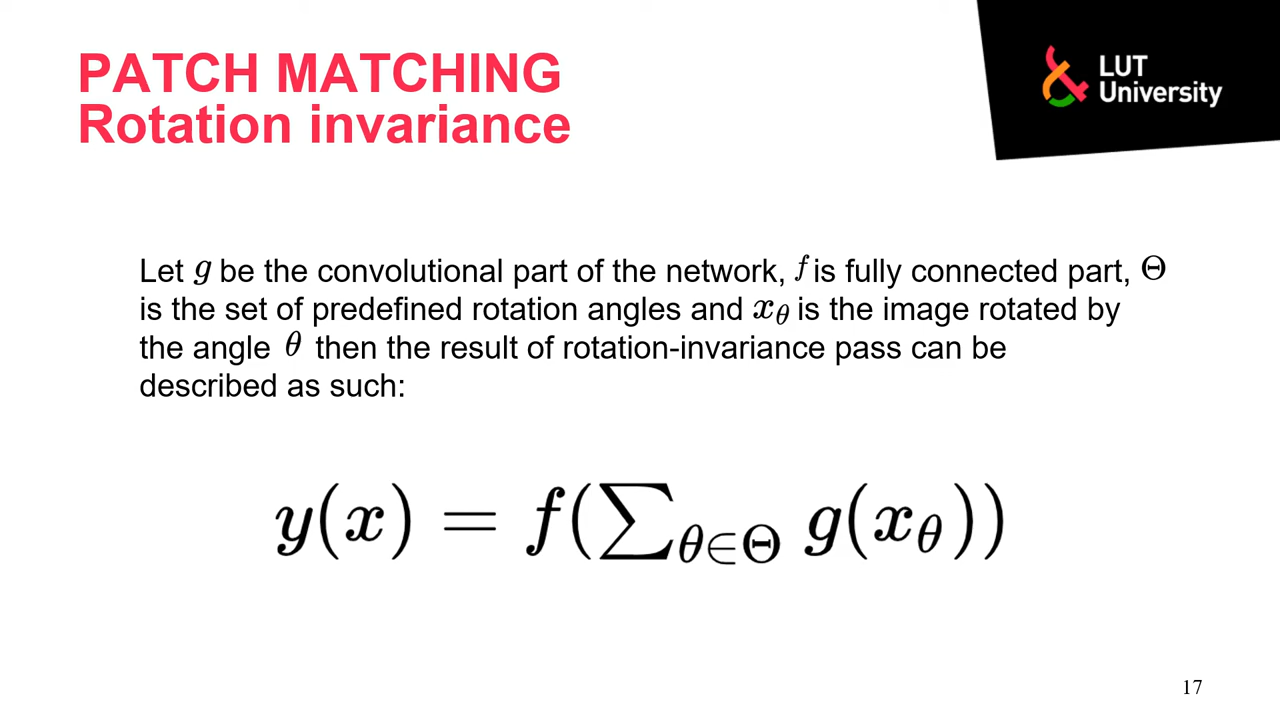 PATCH MATCHING
Rotation invariance
LUT
University
Let g be the convolutional part of the network, f is fully connected part, Θ
is the set of predefined rotation angles and x_θ is the image rotated by
the angle θ then the result of rotation-invariance pass can be
described as such:
y(x) = f(∑_{θ∈Θ} g(x_θ))
17